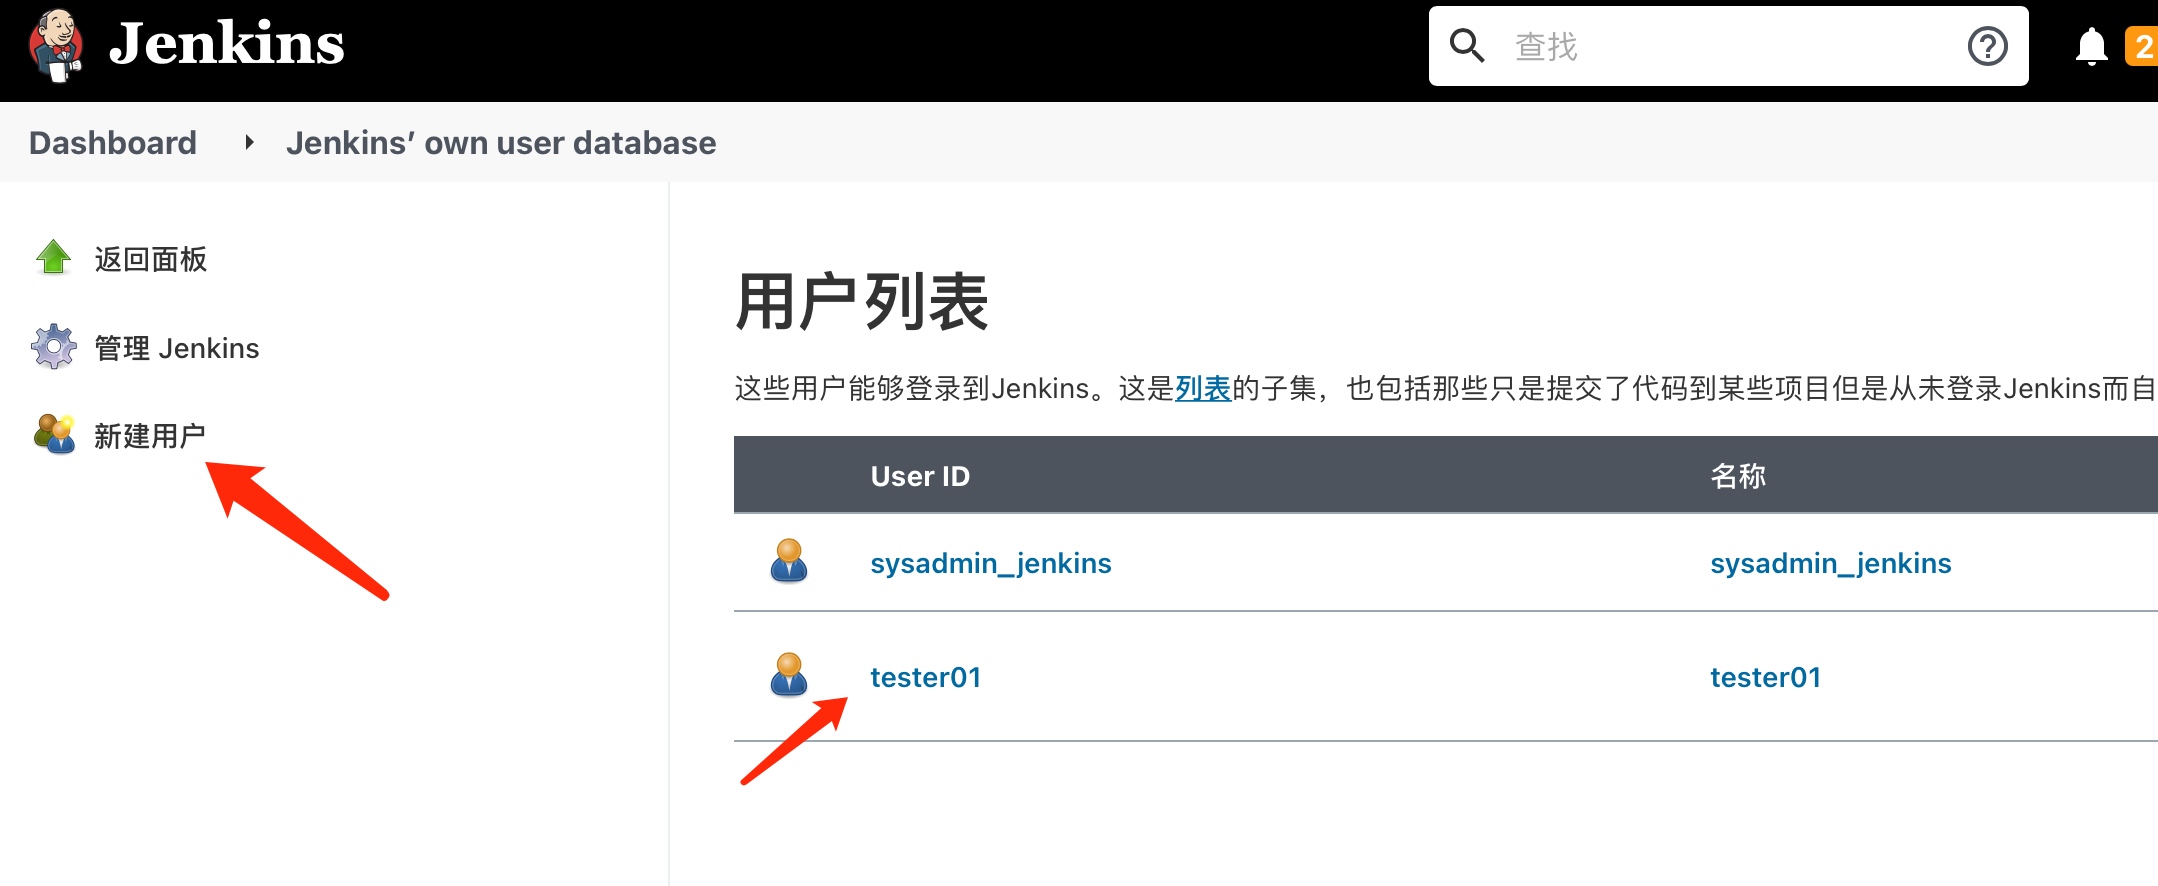 Jenkins
查找
2
Dashboard
Jenkins’ own user database
返回面板
管理 Jenkins
新建用户
用户列表
这些用户能够登录到Jenkins。这是列表的子集，也包括那些只是提交了代码到某些项目但是从未登录Jenkins而自
User ID 名称
sysadmin_jenkins sysadmin_jenkins
tester01 tester01